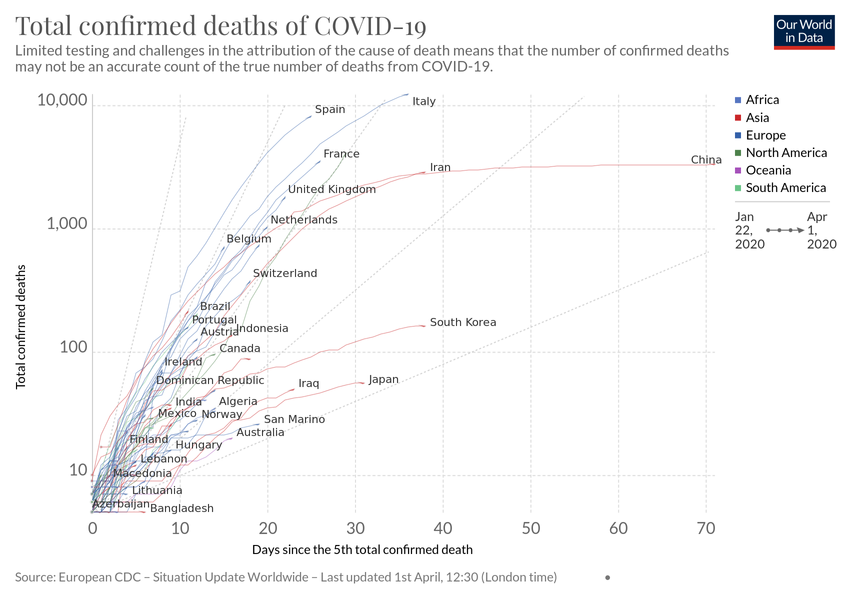 Total confirmed deaths of COVID-19
Our World
in Data
Limited testing and challenges in the attribution of the cause of death means that the number of confirmed deaths
may not be an accurate count of the true number of deaths from COVID-19.
Total confirmed deaths
10,000
1,000
100
10
Italy
Spain
France
Iran
China
United Kingdom
Netherlands
Belgium
Switzerland
Brazil
Portugal
Austria
Indonesia
South Korea
Canada
Ireland
Dominican Republic
Iraq
Japan
India
Algeria
Mexico
Norway
San Marino
Australia
Finland
Hungary
Lebanon
Macedonia
Lithuania
Azerbaijan
Bangladesh
0
10
20
30
40
50
60
70
Days since the 5th total confirmed death
Africa
Asia
Europe
North America
Oceania
South America
Jan
22,
2020
Apr
1,
2020
Source: European CDC – Situation Update Worldwide – Last updated 1st April, 12:30 (London time)